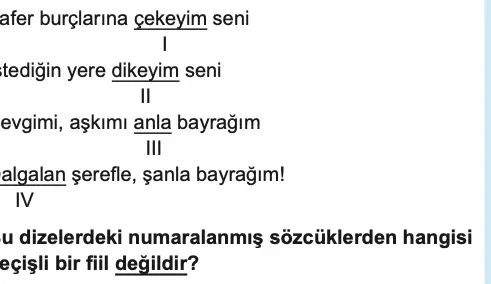 afer burçlarına çekeyim seni
I
stediğin yere dikeyim seni
II
evgimi, aşkımı anla bayrağım
III
algalan şerefle, şanla bayrağım!
IV
u dizelerdeki numaralanmış sözcüklerden hangisi
eçişli bir fiil değildir?